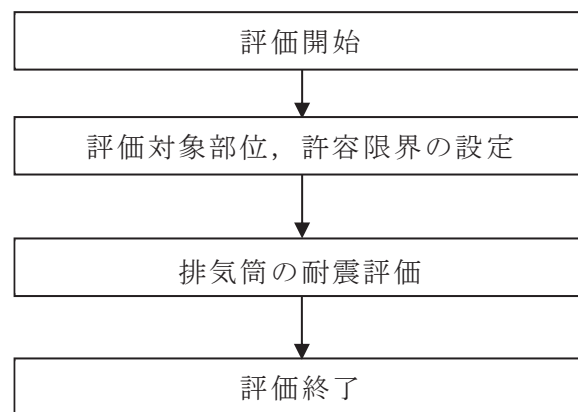 評価開始
評価対象部位，許容限界の設定
排気筒の耐震評価
評価終了